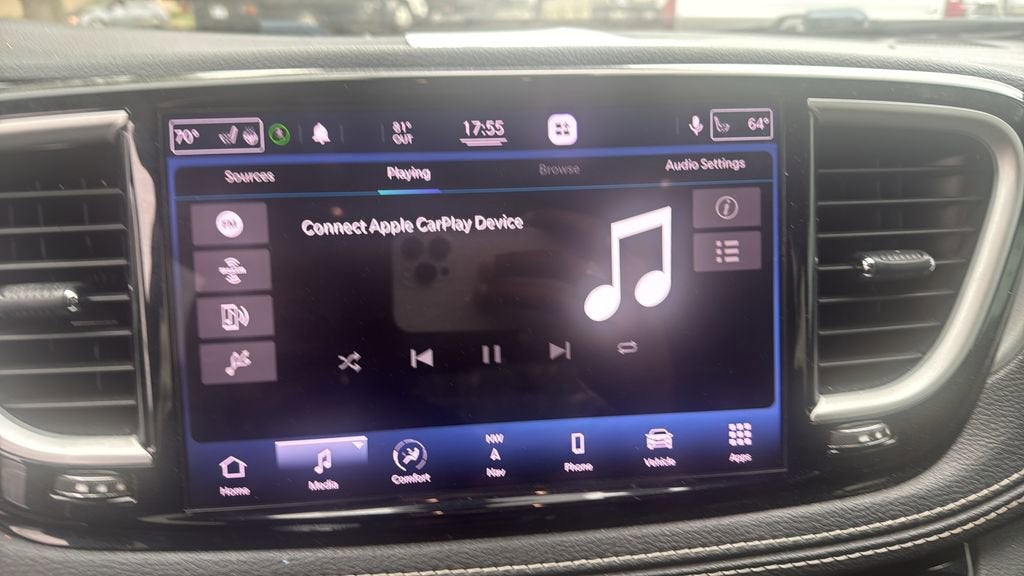 70°
81°
OUT
17:55
64°
Sources
Playing
Browse
Audio Settings
Connect Apple CarPlay Device
Home
Media
Comfort
NW
Nav
Phone
Vehicle
Apps